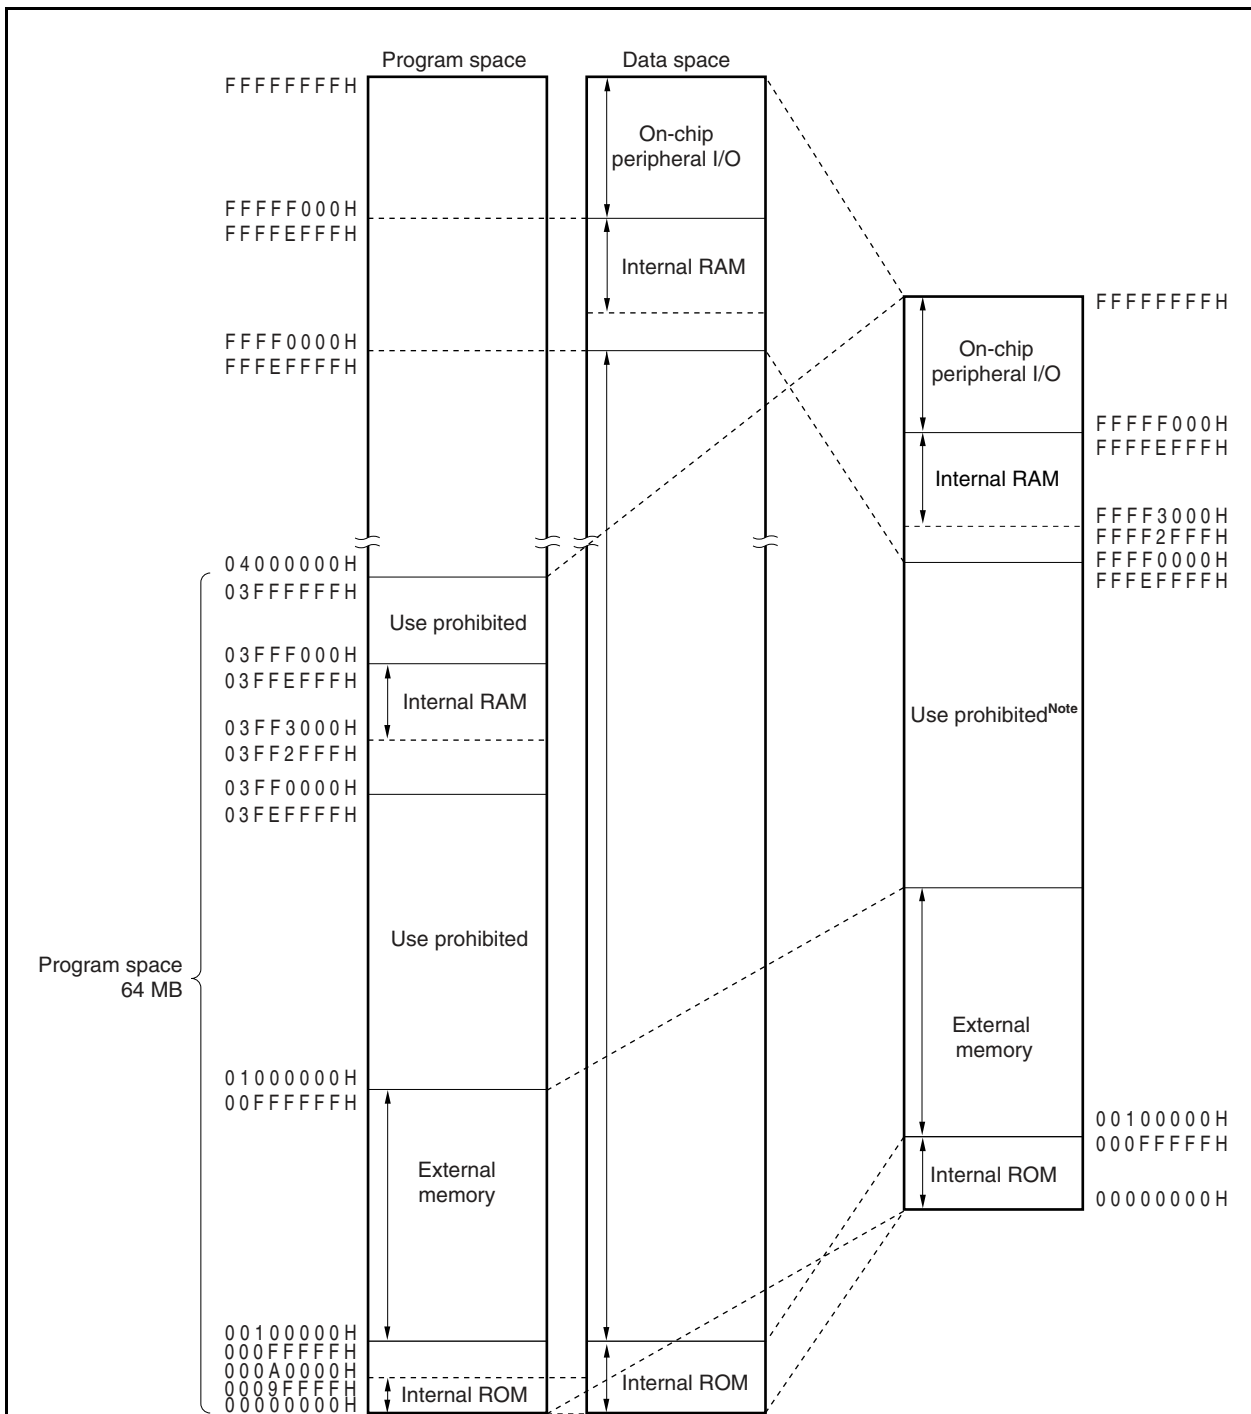 Program space
Data space
FFFFFFFFH
On-chip
peripheral I/O
FFFFF000H
FFFFEFFFH
Internal RAM
FFFF0000H
FFFEFFFFH
04000000H
03FFFFFFH
Use prohibited
03FFF000H
03FFEFFFH
Internal RAM
03FF3000H
03FF2FFFH
03FF0000H
03FEFFFFH
Use prohibited
Program space
64 MB
01000000H
00FFFFFFH
External
memory
00100000H
000FFFFFH
000A0000H
0009FFFFH
00000000H
Internal ROM
Internal ROM
FFFFFFFFH
On-chip
peripheral I/O
FFFFF000H
FFFFEFFFH
Internal RAM
FFFF3000H
FFFF2FFFH
FFFF0000H
FFFEFFFFH
Use prohibitedNote
External
memory
00100000H
000FFFFFH
Internal ROM
00000000H